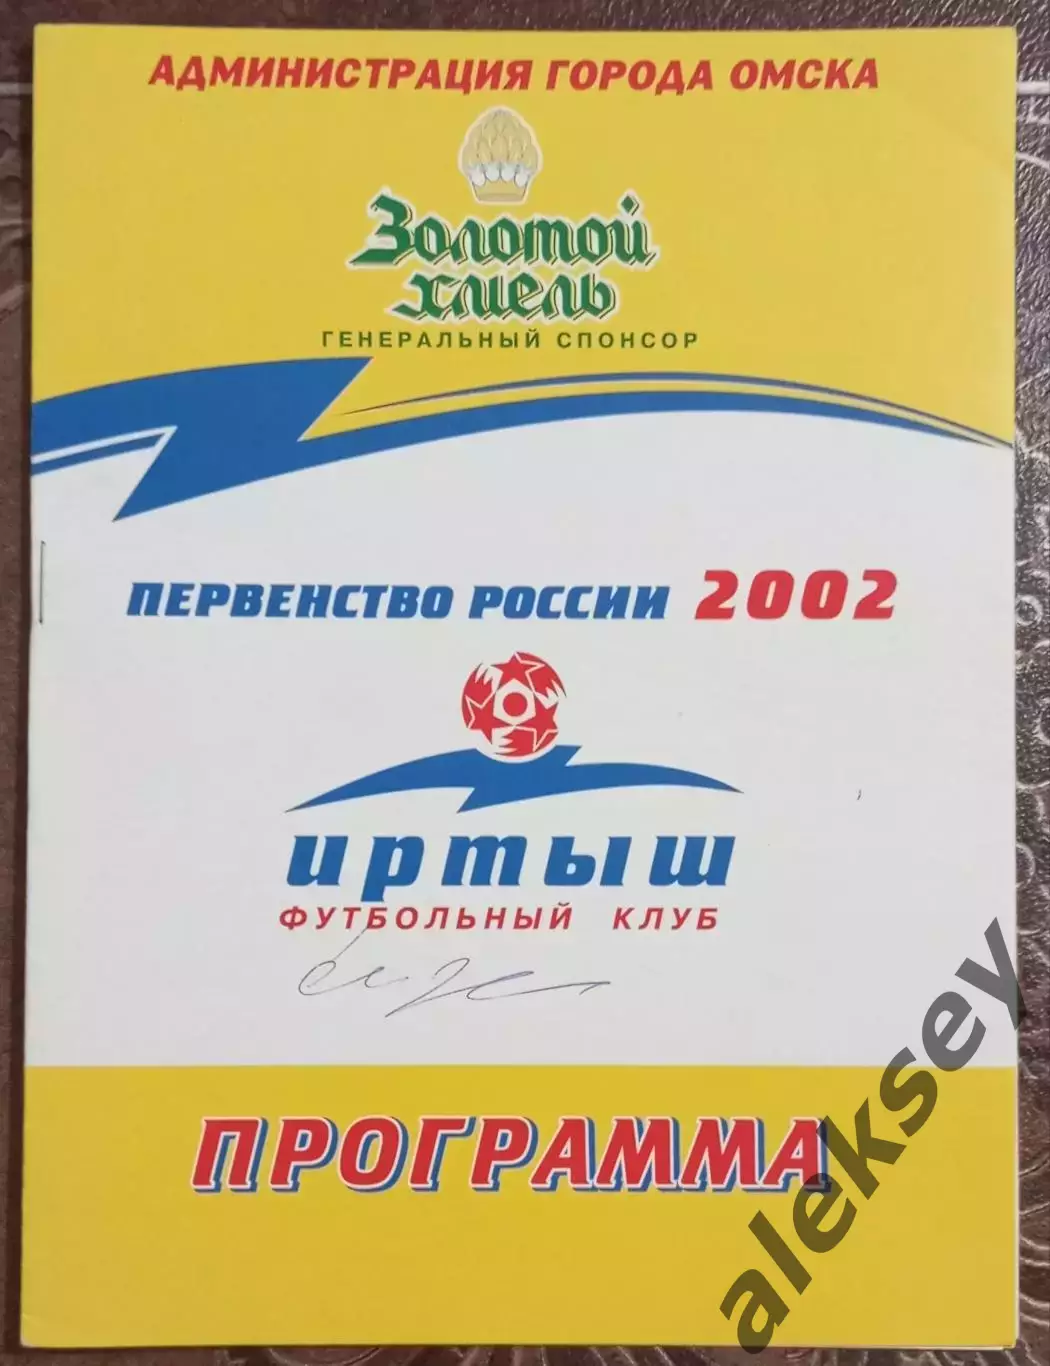 АДМИНИСТРАЦИЯ ГОРОДА ОМСКА
Золотой
хмель
ГЕНЕРАЛЬНЫЙ СПОНСОР
ПЕРВЕНСТВО РОССИИ 2002
ИРТЫШ
ФУТБОЛЬНЫЙ КЛУБ
ПРОГРАММА
aleksey